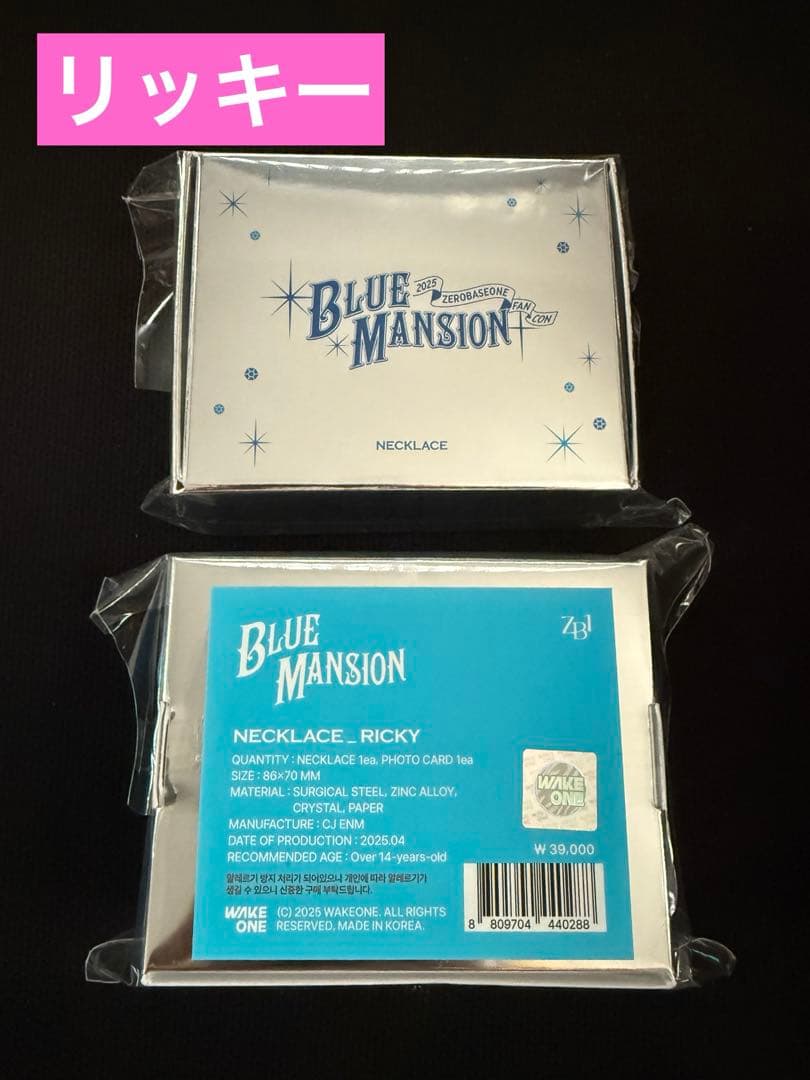 リッキー
BLUE
MANSION
2025
ZEROBASEONE
FAN
CON
NECKLACE
BLUE
MANSION
ZB1
NECKLACE_RICKY
QUANTITY : NECKLACE 1ea, PHOTO CARD 1ea
SIZE : 86×70 MM
MATERIAL : SURGICAL STEEL, ZINC ALLOY,
CRYSTAL, PAPER
MANUFACTURE : CJ ENM
DATE OF PRODUCTION : 2025.04
RECOMMENDED AGE : Over 14-years-old
WAKE
ONE
₩ 39,000
알레르기 방지 처리가 되어있으나 개인에 따라 알레르기가
생길 수 있으니 신중한 구매 부탁드립니다.
WAKE
ONE
(C) 2025 WAKEONE. ALL RIGHTS
RESERVED. MADE IN KOREA.
8 809704 440288